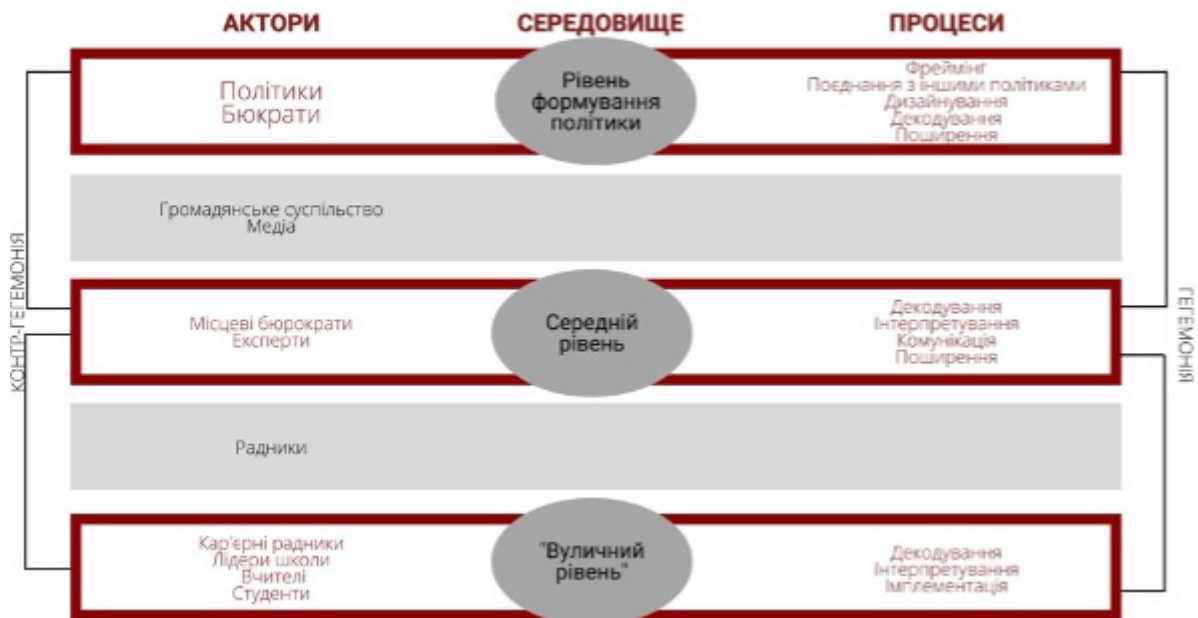 АКТОРИ
СЕРЕДОВИЩЕ
ПРОЦЕСИ
Політики
Бюкрати
Рівень
формування
політики
Фреймінг
Поєднання з іншими політиками
Дизайнування
Декодування
Поширення
Громадянське суспільство
Медіа
КОНТР-ГЕГЕМОНІЯ
ГЕГЕМОНІЯ
Місцеві бюрократи
Експерти
Середній
рівень
Декодування
Інтерпретування
Комунікація
Поширення
Радники
Кар'єрні радники
Лідери школи
Вчителі
Студенти
"Вуличний
рівень"
Декодування
Інтерпретування
Імплементація